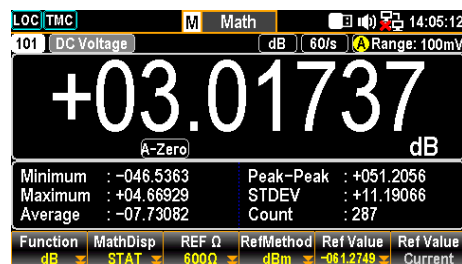 LOC TMC M Math 14:05:12
101 DC Voltage dB 60/s A Range: 100mV
+03.01737
A-Zero dB
Minimum : -046.5363 Peak-Peak : +051.2056
Maximum : +04.66929 STDEV : +11.19066
Average : -07.73082 Count : 287
Function MathDisp REF Ω RefMethod Ref Value Ref Value
dB STAT 600Ω dBm -061.2749 Current